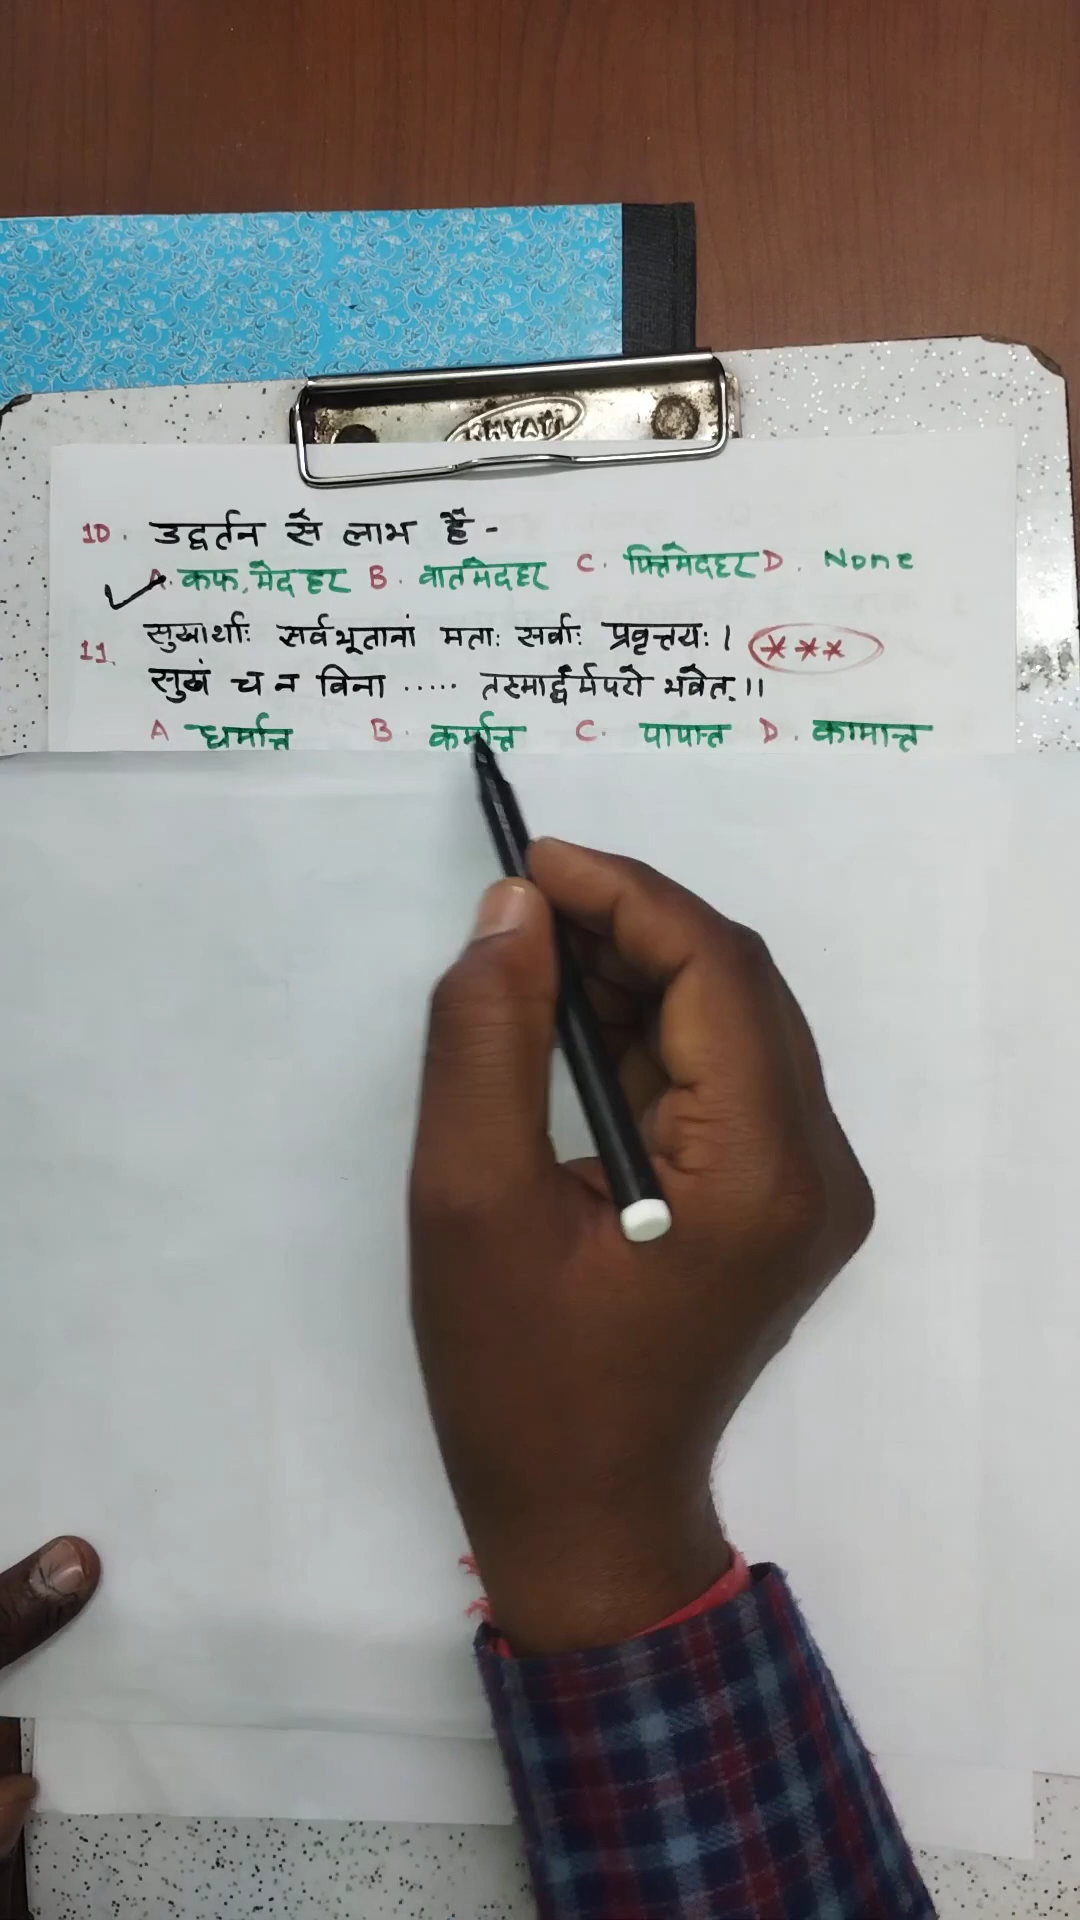 KHYATI
10. उद्वर्तन से लाभ है -
A. कफ, मेदहर B. वातमेदहर C. पित्तमेदहर D. None
11. सुखार्थाः सर्वभूतानां मताः सर्वाः प्रवृत्तयः। ***
सुखं च न विना ..... तस्मार्द्धर्मपरो भवेत्।।
A धर्मात्त B. कर्मात्त C. पापात्त D. कामात्त